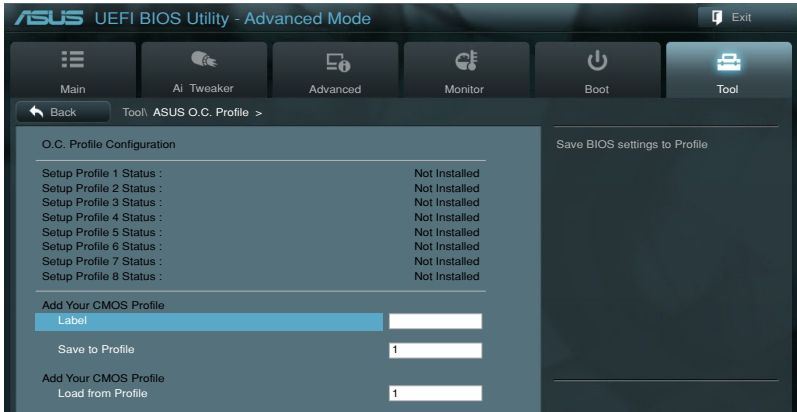 ASUS UEFI BIOS Utility - Advanced Mode
Exit
Main
Ai Tweaker
Advanced
Monitor
Boot
Tool
Back
Tool\ ASUS O.C. Profile >
O.C. Profile Configuration
Setup Profile 1 Status : Not Installed
Setup Profile 2 Status : Not Installed
Setup Profile 3 Status : Not Installed
Setup Profile 4 Status : Not Installed
Setup Profile 5 Status : Not Installed
Setup Profile 6 Status : Not Installed
Setup Profile 7 Status : Not Installed
Setup Profile 8 Status : Not Installed
Add Your CMOS Profile
Label
Save to Profile 1
Add Your CMOS Profile
Load from Profile 1
Save BIOS settings to Profile